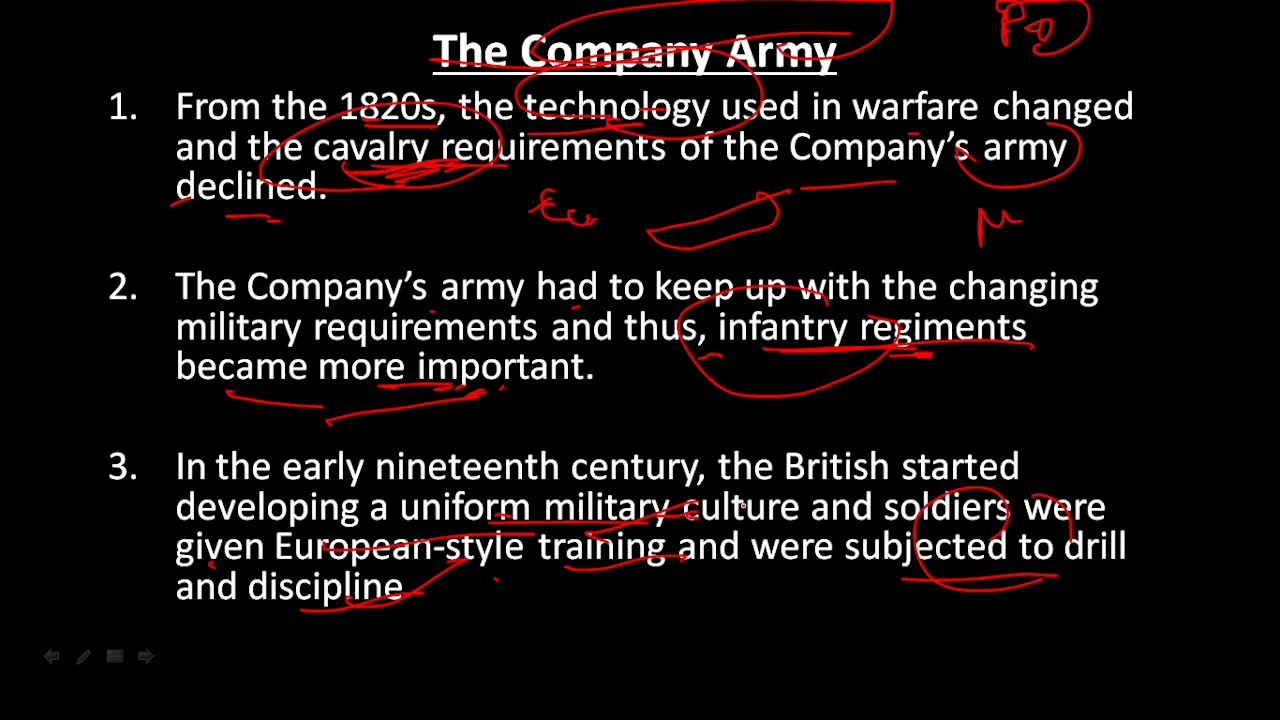 The Company Army
1. From the 1820s, the technology used in warfare changed
and the cavalry requirements of the Company’s army
declined.
2. The Company’s army had to keep up with the changing
military requirements and thus, infantry regiments
became more important.
3. In the early nineteenth century, the British started
developing a uniform military culture and soldiers were
given European-style training and were subjected to drill
and discipline